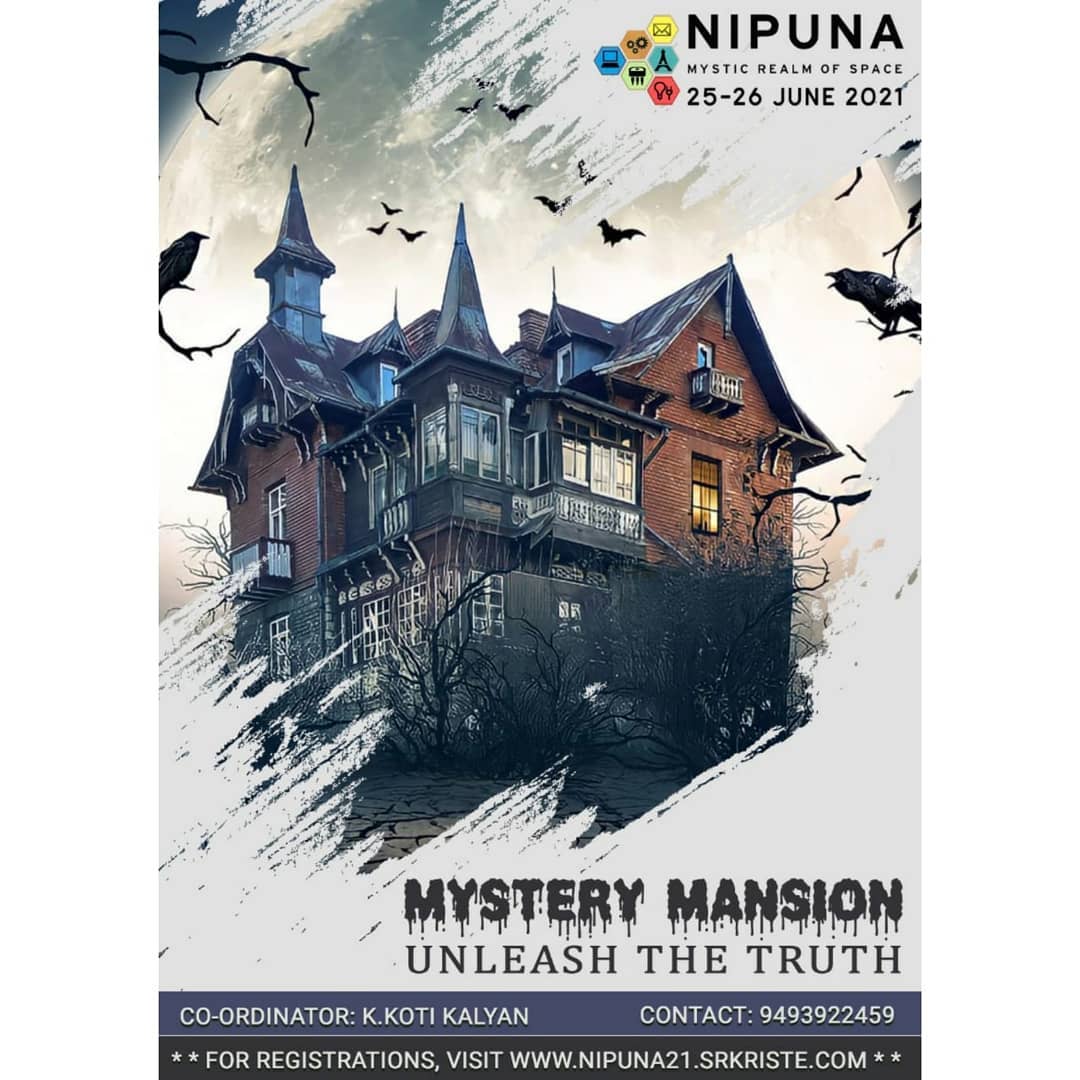 NIPUNA
MYSTIC REALM OF SPACE
25-26 JUNE 2021
MYSTERY MANSION
UNLEASH THE TRUTH
CO-ORDINATOR: K.KOTI KALYAN CONTACT: 9493922459
** FOR REGISTRATIONS, VISIT WWW.NIPUNA21.SRKRISTE.COM **